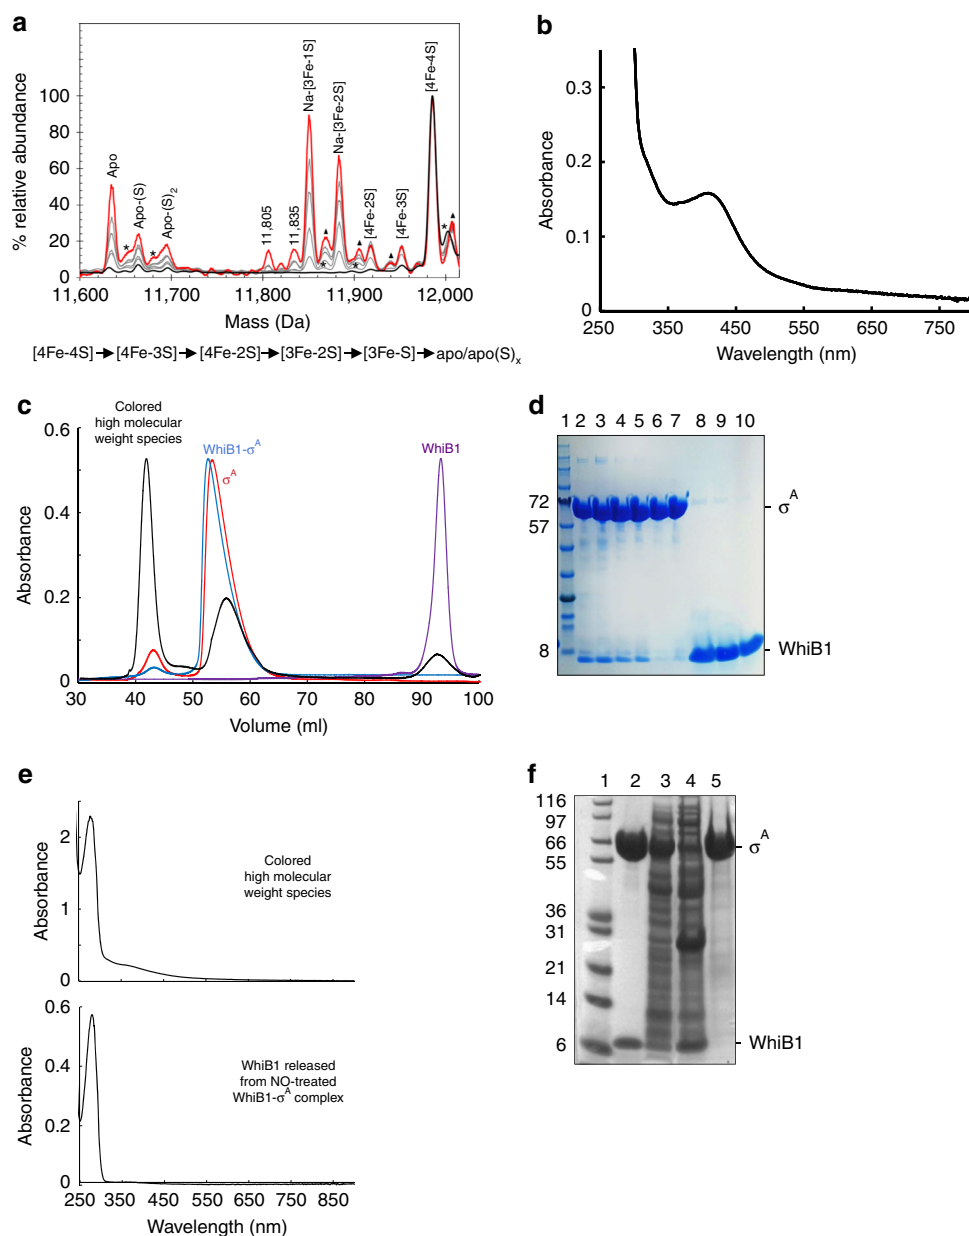 a
% relative abundance
100
80
60
40
20
0
Apo
Apo-(S)
Apo-(S)2
11,805
11,835
Na-[3Fe-1S]
Na-[3Fe-2S]
[4Fe-2S]
[4Fe-3S]
[4Fe-4S]
11,600 11,700 11,800 11,900 12,000
Mass (Da)
[4Fe-4S]→[4Fe-3S]→[4Fe-2S]→[3Fe-2S]→[3Fe-S]→apo/apo(S)x
b
Absorbance
0.3
0.2
0.1
0
250 350 450 550 650 750
Wavelength (nm)
c
Absorbance
0.6
0.4
0.2
0
Colored
high molecular
weight species
WhiB1-σA
σA
WhiB1
30 40 50 60 70 80 90 100
Volume (ml)
d
1 2 3 4 5 6 7 8 9 10
72
57
8
σA
WhiB1
e
Absorbance
2
1
0
Colored
high molecular
weight species
Absorbance
0.6
0.4
0.2
0
WhiB1 released
from NO-treated
WhiB1-σA complex
250 350 450 550 650 750 850
Wavelength (nm)
f
1 2 3 4 5
116
97
66
55
36
31
21
14
6
σA
WhiB1